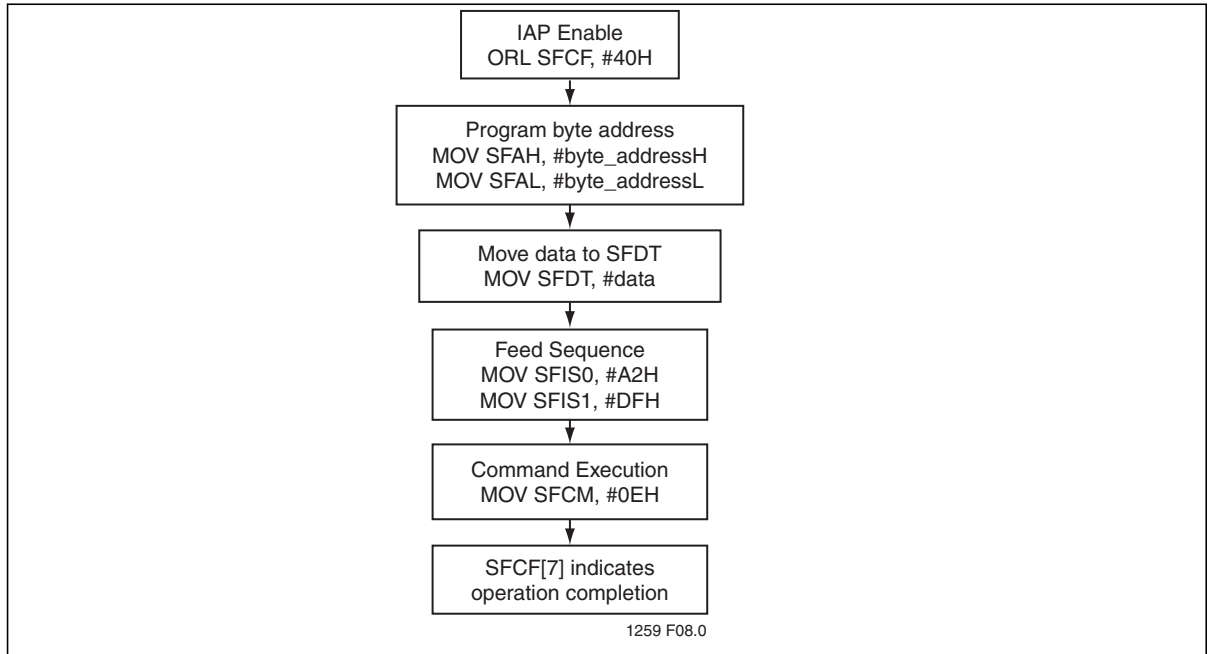 IAP Enable
ORL SFCF, #40H
Program byte address
MOV SFAH, #byte_addressH
MOV SFAL, #byte_addressL
Move data to SFDT
MOV SFDT, #data
Feed Sequence
MOV SFIS0, #A2H
MOV SFIS1, #DFH
Command Execution
MOV SFCM, #0EH
SFCF[7] indicates
operation completion
1259 F08.0